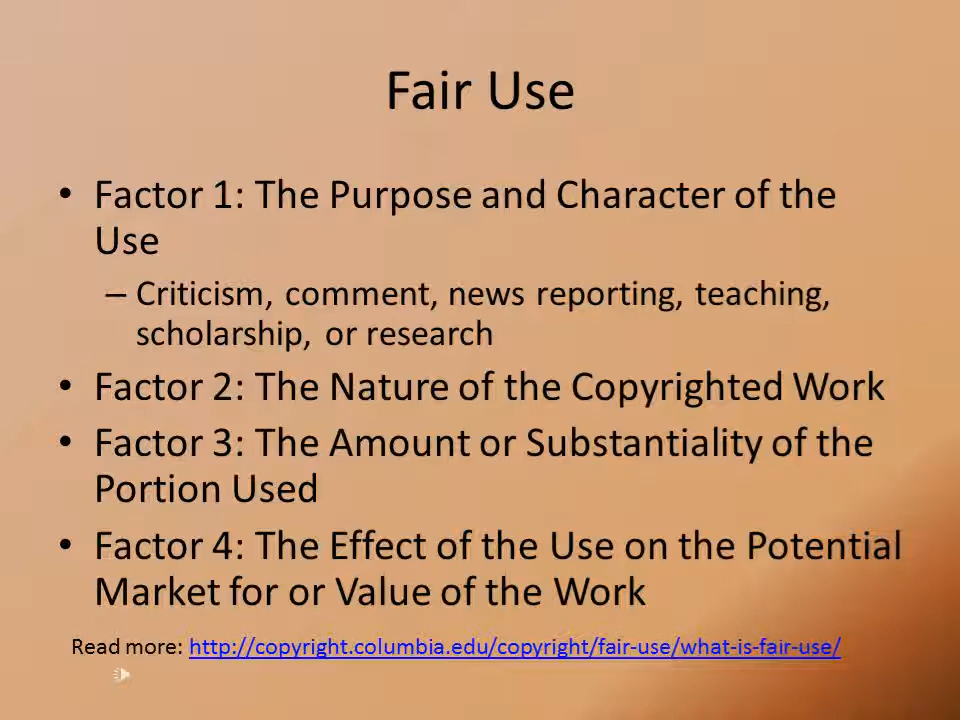 Fair Use
• Factor 1: The Purpose and Character of the
Use
– Criticism, comment, news reporting, teaching,
scholarship, or research
• Factor 2: The Nature of the Copyrighted Work
• Factor 3: The Amount or Substantiality of the
Portion Used
• Factor 4: The Effect of the Use on the Potential
Market for or Value of the Work
Read more: http://copyright.columbia.edu/copyright/fair-use/what-is-fair-use/